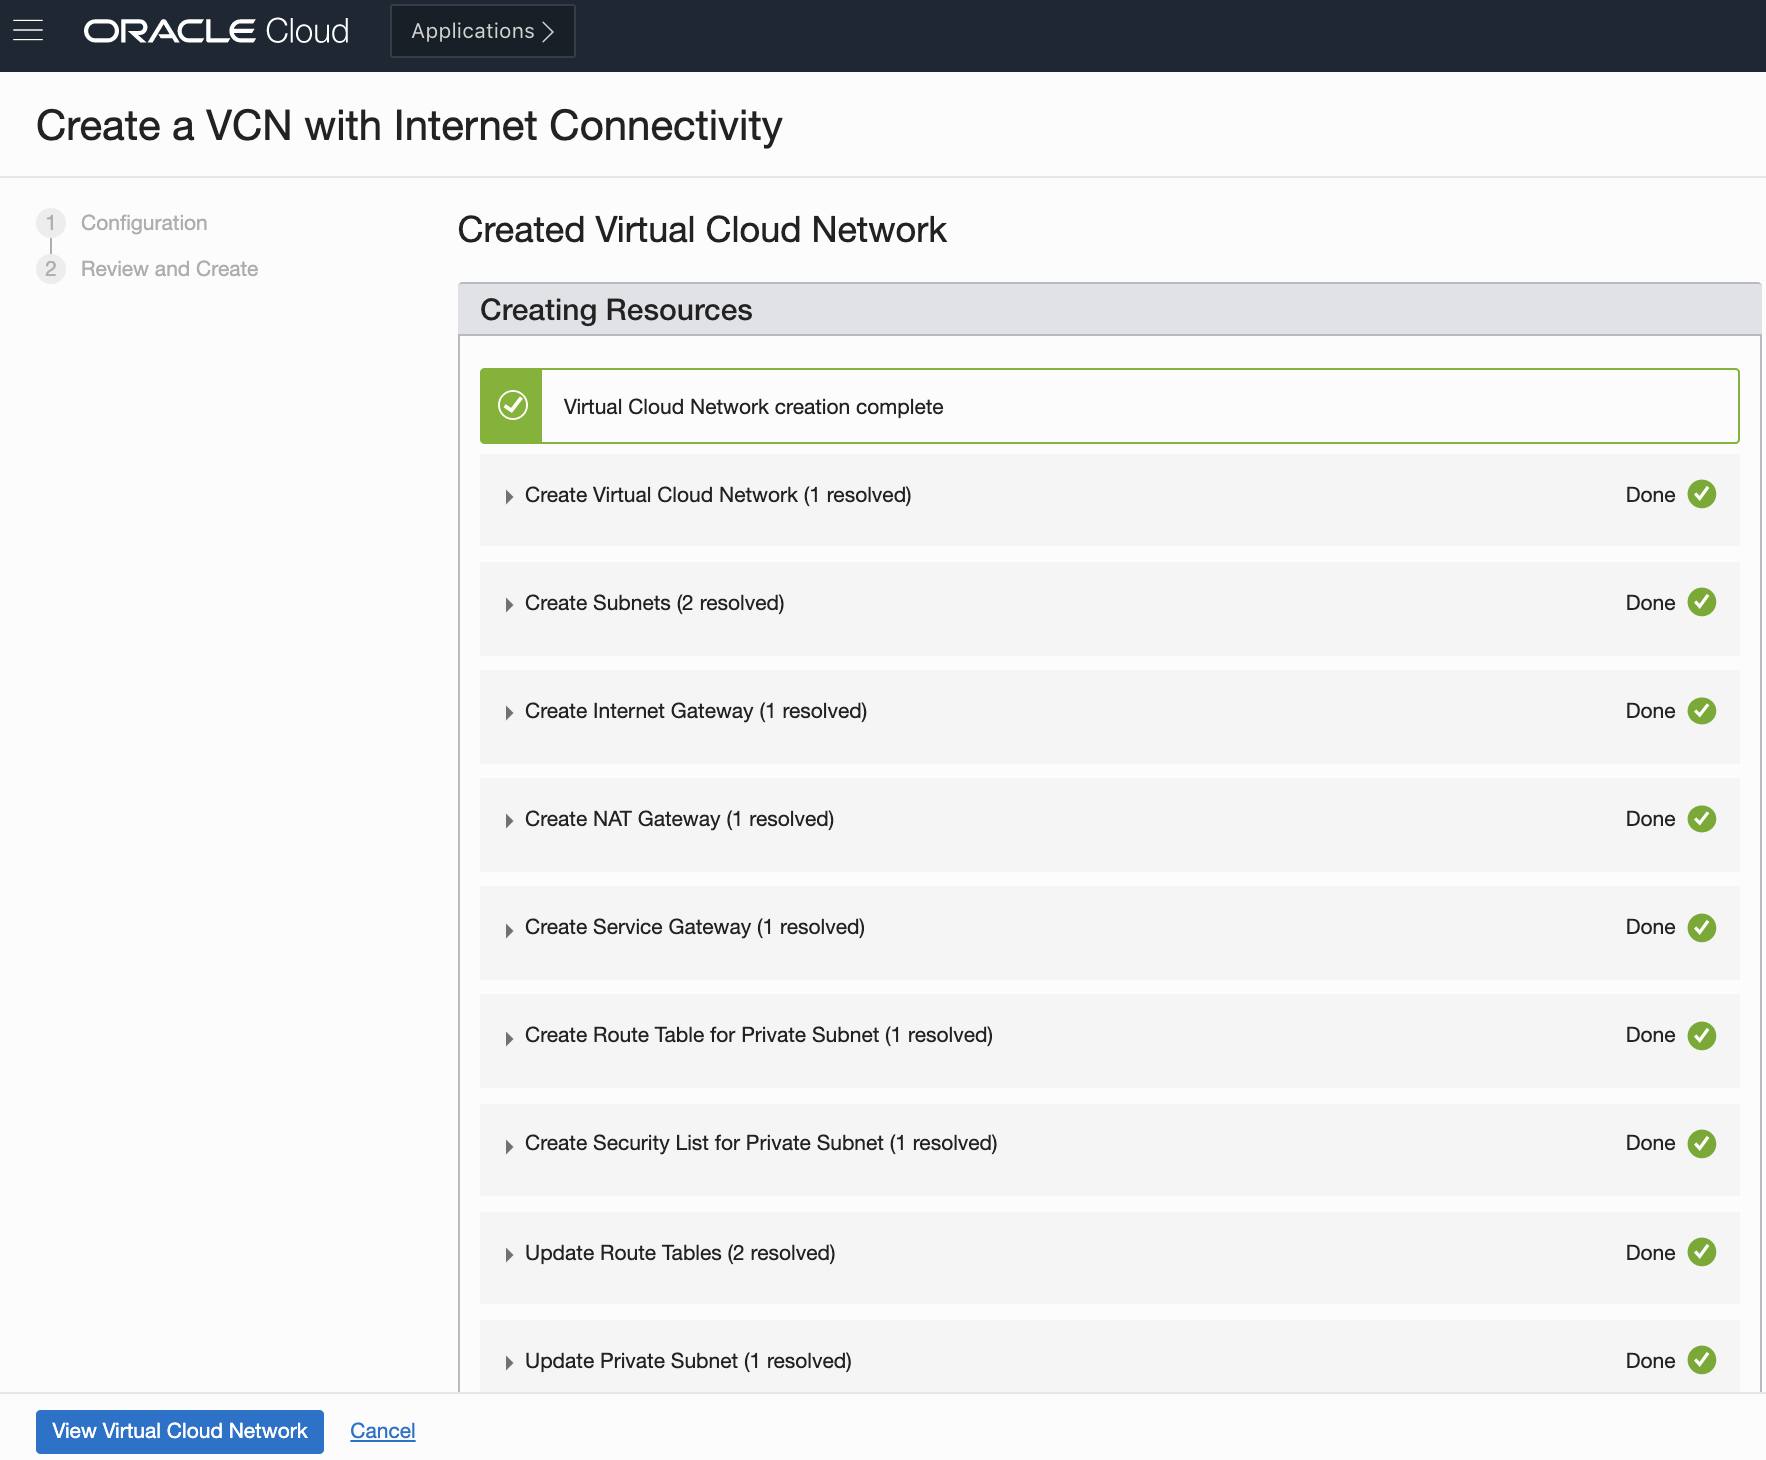 ORACLE Cloud
Applications
Create a VCN with Internet Connectivity
1 Configuration
2 Review and Create
Created Virtual Cloud Network
Creating Resources
Virtual Cloud Network creation complete
Create Virtual Cloud Network (1 resolved) Done
Create Subnets (2 resolved) Done
Create Internet Gateway (1 resolved) Done
Create NAT Gateway (1 resolved) Done
Create Service Gateway (1 resolved) Done
Create Route Table for Private Subnet (1 resolved) Done
Create Security List for Private Subnet (1 resolved) Done
Update Route Tables (2 resolved) Done
Update Private Subnet (1 resolved) Done
View Virtual Cloud Network Cancel